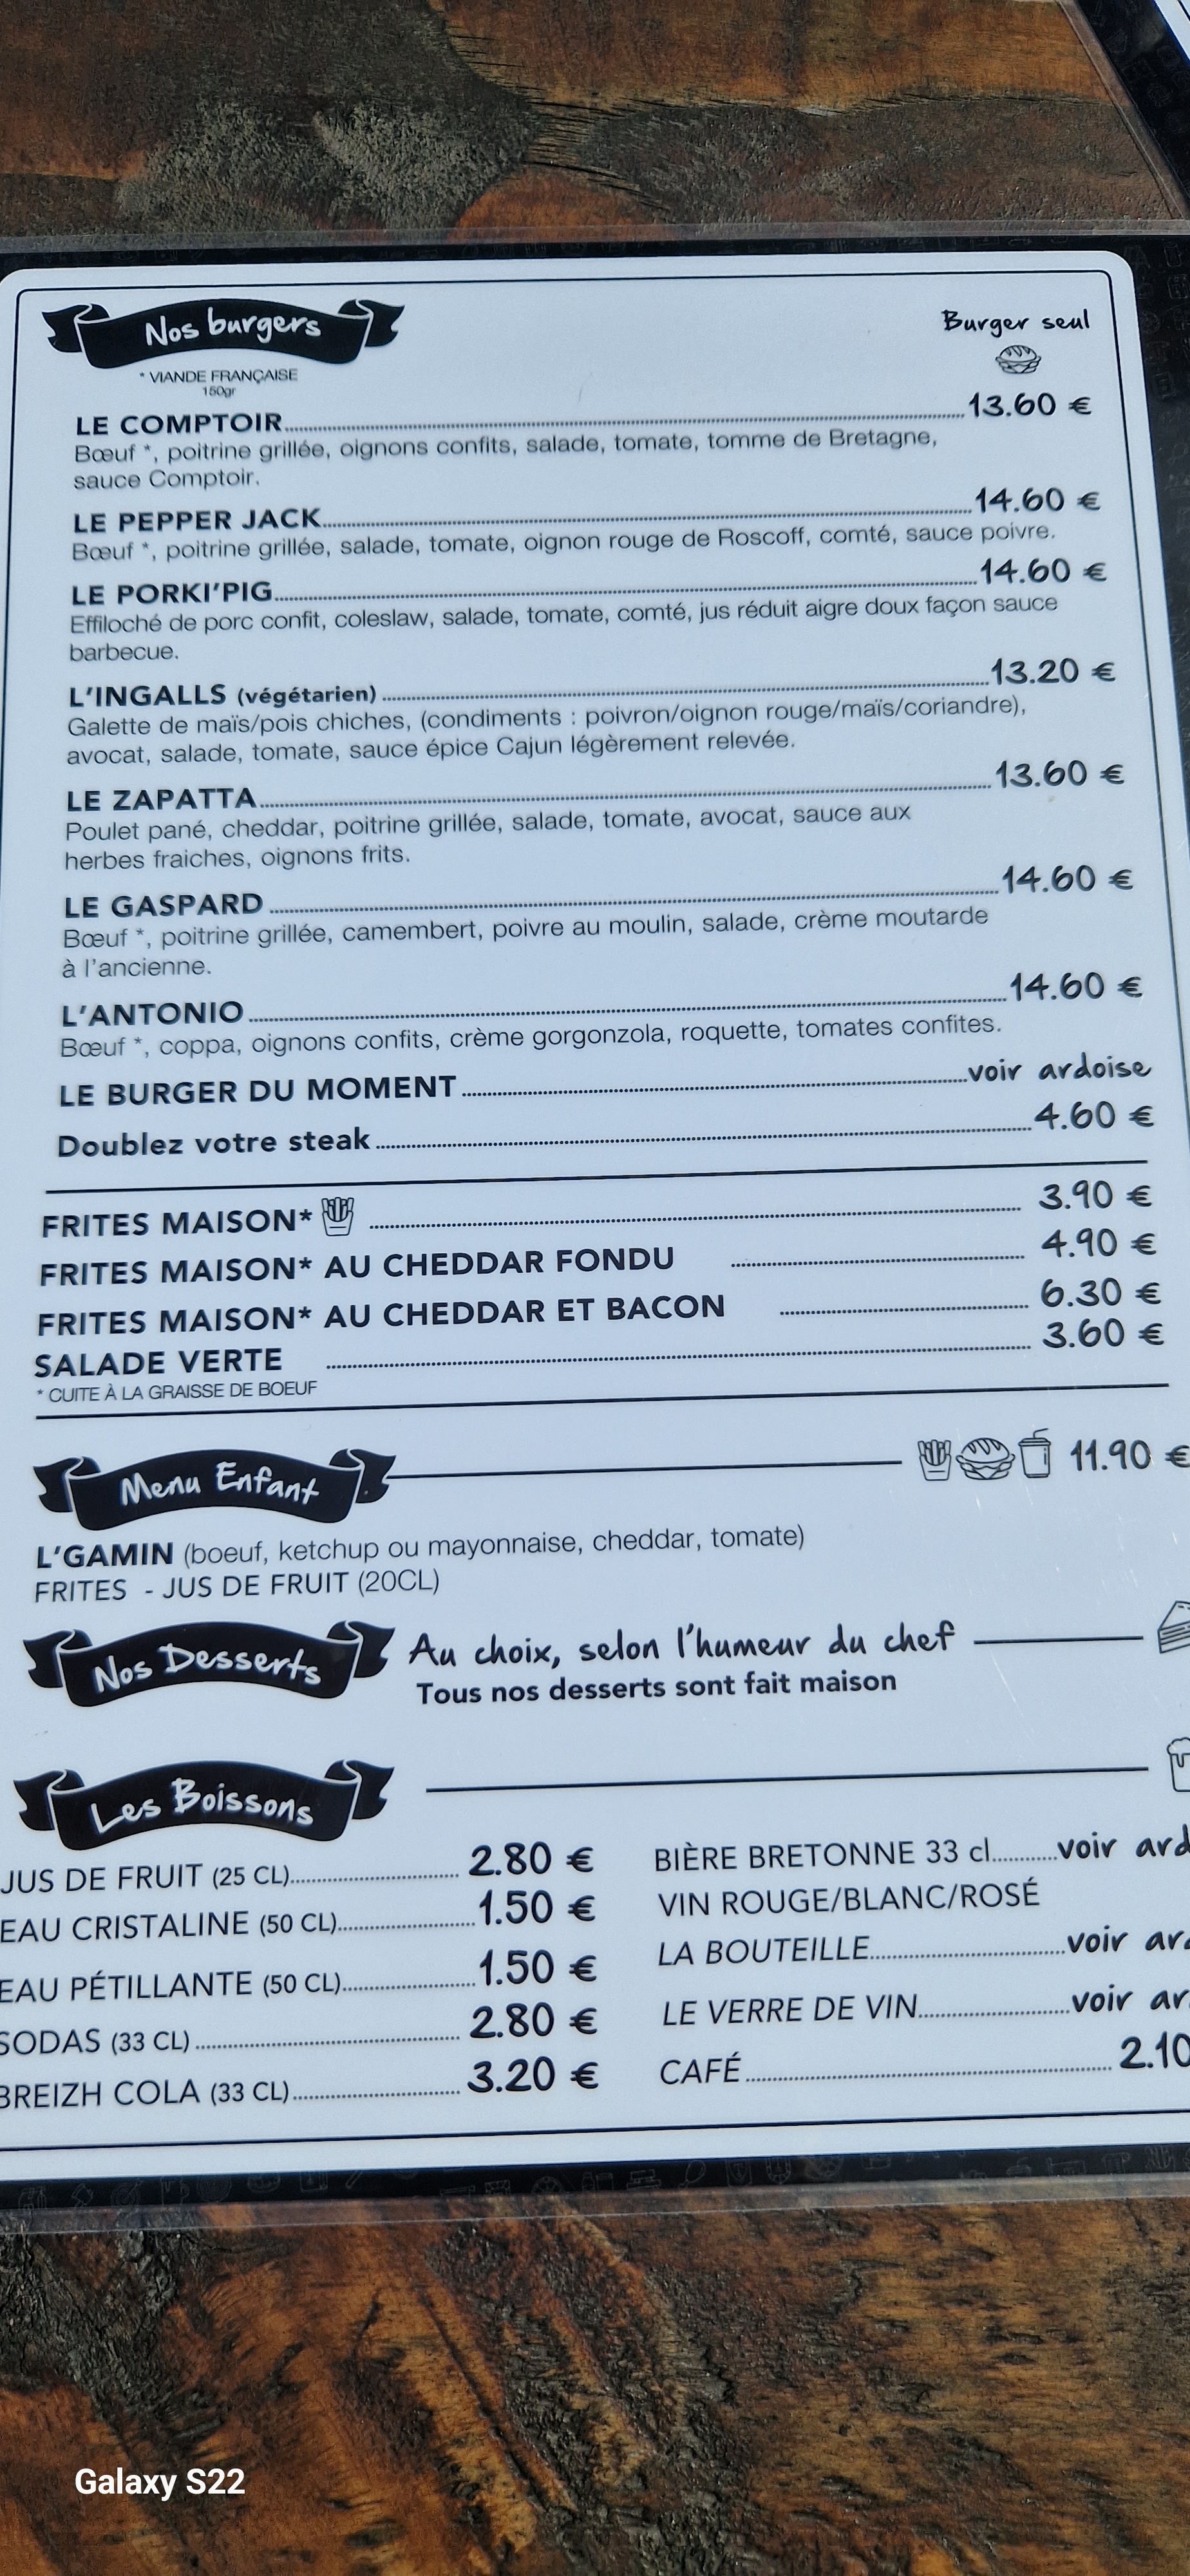 Nos burgers
Burger seul
* VIANDE FRANÇAISE
150gr
LE COMPTOIR 13.60 €
Bœuf *, poitrine grillée, oignons confits, salade, tomate, tomme de Bretagne,
sauce Comptoir.
LE PEPPER JACK 14.60 €
Bœuf *, poitrine grillée, salade, tomate, oignon rouge de Roscoff, comté, sauce poivre.
LE PORKI'PIG 14.60 €
Effiloché de porc confit, coleslaw, salade, tomate, comté, jus réduit aigre doux façon sauce
barbecue.
L'INGALLS (végétarien) 13.20 €
Galette de maïs/pois chiches, (condiments : poivron/oignon rouge/maïs/coriandre),
avocat, salade, tomate, sauce épice Cajun légèrement relevée.
LE ZAPATTA 13.60 €
Poulet pané, cheddar, poitrine grillée, salade, tomate, avocat, sauce aux
herbes fraiches, oignons frits.
LE GASPARD 14.60 €
Bœuf *, poitrine grillée, camembert, poivre au moulin, salade, crème moutarde
à l'ancienne.
L'ANTONIO 14.60 €
Bœuf *, coppa, oignons confits, crème gorgonzola, roquette, tomates confites.
LE BURGER DU MOMENT voir ardoise
Doublez votre steak 4.60 €
FRITES MAISON* 3.90 €
FRITES MAISON* AU CHEDDAR FONDU 4.90 €
FRITES MAISON* AU CHEDDAR ET BACON 6.30 €
SALADE VERTE 3.60 €
* CUITE À LA GRAISSE DE BOEUF
Menu Enfant 11.90 €
L'GAMIN (boeuf, ketchup ou mayonnaise, cheddar, tomate)
FRITES - JUS DE FRUIT (20CL)
Nos Desserts Au choix, selon l'humeur du chef
Tous nos desserts sont fait maison
Les Boissons
JUS DE FRUIT (25 CL) 2.80 €
EAU CRISTALINE (50 CL) 1.50 €
EAU PÉTILLANTE (50 CL) 1.50 €
SODAS (33 CL) 2.80 €
BREIZH COLA (33 CL) 3.20 €
BIÈRE BRETONNE 33 cl voir ard
VIN ROUGE/BLANC/ROSÉ
LA BOUTEILLE voir ar
LE VERRE DE VIN voir ar
CAFÉ 2.10
Galaxy S22